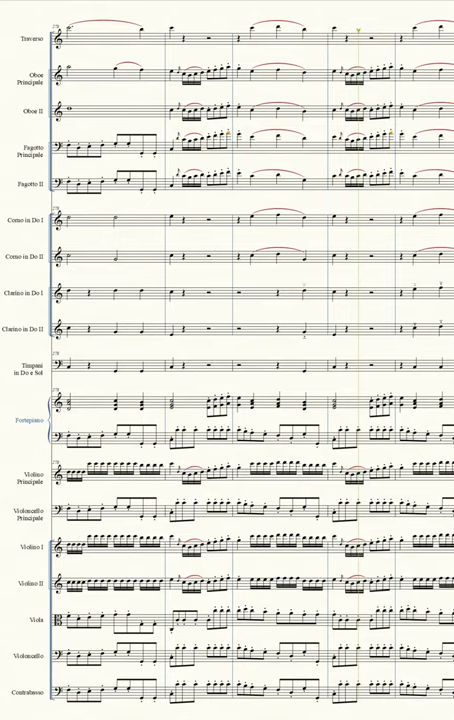 278
Traverso
Oboe
Principale
Oboe II
Fagotto
Principale
Fagotto II
278
Corno in Do I
Corno in Do II
Clarino in Do I
Clarino in Do II
278
Timpani
in Do e Sol
278
Fortepiano
278
Violino
Principale
Violoncello
Principale
278
Violino I
Violino II
Viola
Violoncello
Contrabasso